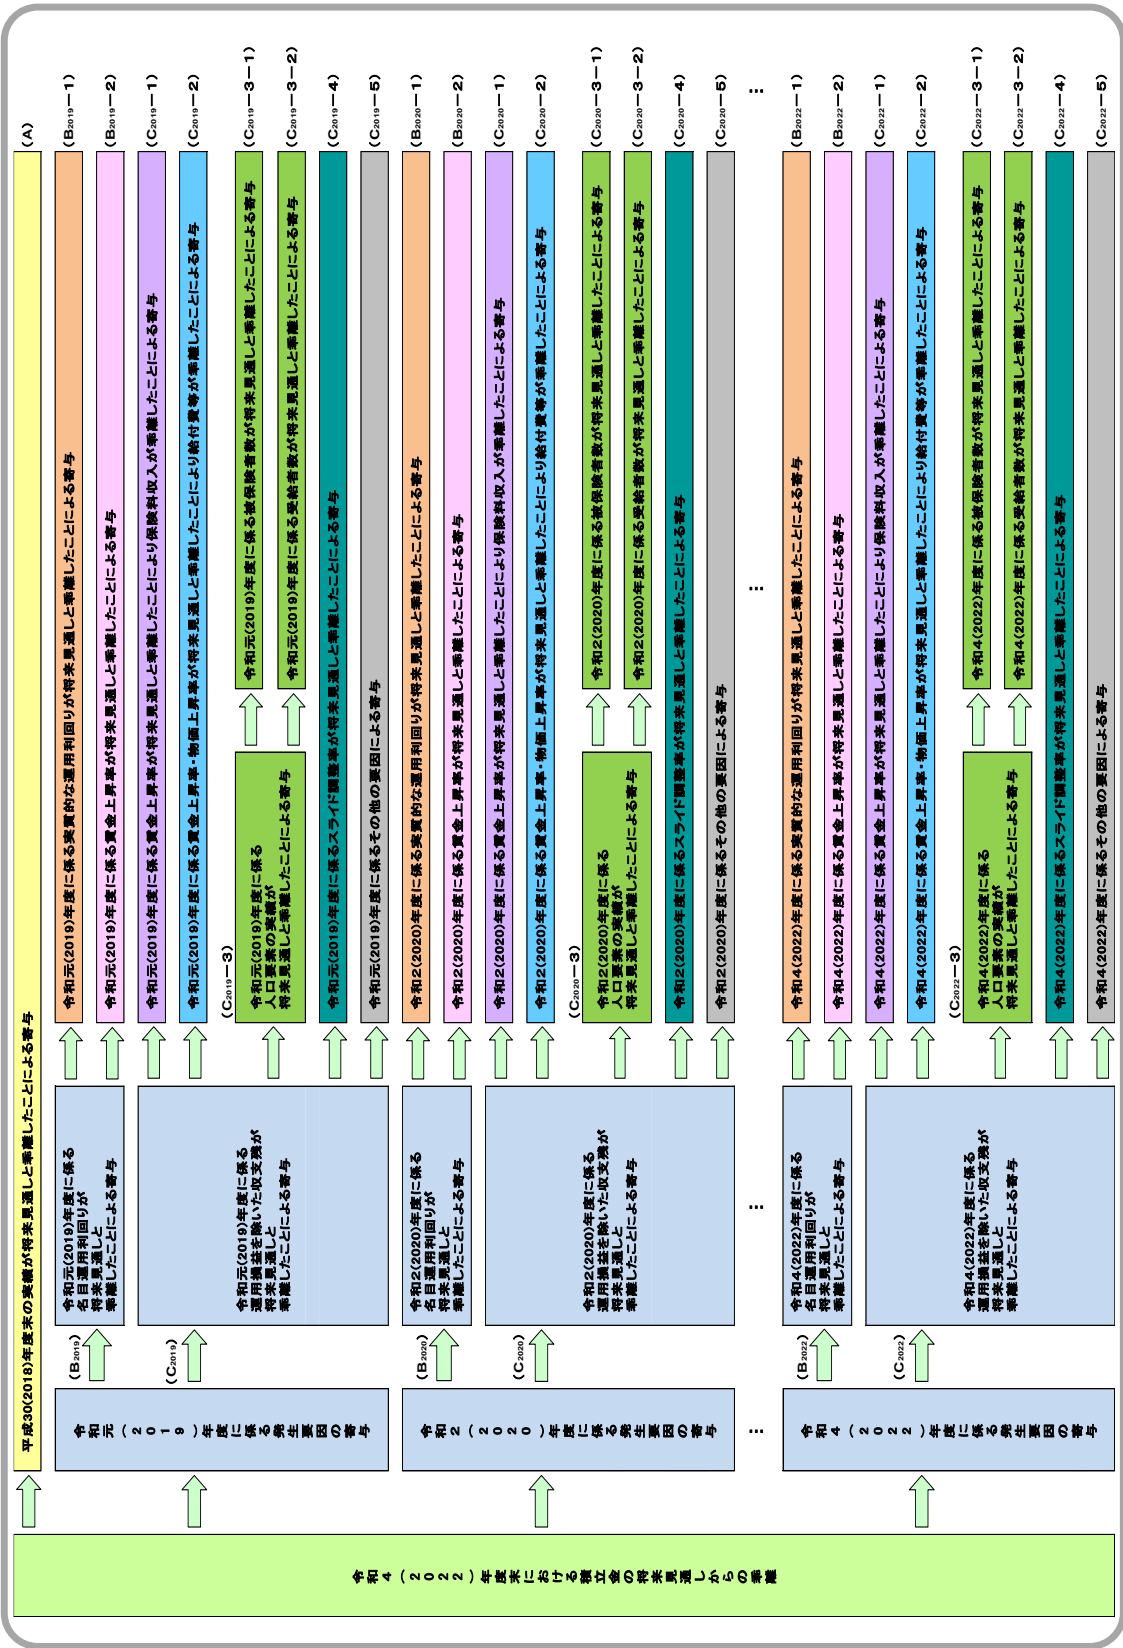 令和４（２０２２）年度末における積立金の将来見通しからの乖離
平成30(2018)年度末の実績が将来見通しと乖離したことによる寄与
(A)
令和元（２０１９）年度に係る発生要因の寄与
(B2019)
令和元(2019)年度に係る
名目運用利回りが
将来見通しと
乖離したことによる寄与
令和元(2019)年度に係る実質的な運用利回りが将来見通しと乖離したことによる寄与
(B2019－1)
令和元(2019)年度に係る賃金上昇率が将来見通しと乖離したことによる寄与
(B2019－2)
(C2019)
令和元(2019)年度に係る
運用損益を除いた収支残が
将来見通しと
乖離したことによる寄与
令和元(2019)年度に係る賃金上昇率が将来見通しと乖離したことにより保険料収入が乖離したことによる寄与
(C2019－1)
令和元(2019)年度に係る賃金上昇率・物価上昇率が将来見通しと乖離したことにより給付費等が乖離したことによる寄与
(C2019－2)
(C2019－3)
令和元(2019)年度に係る
人口要素の実績が
将来見通しと乖離したことによる寄与
令和元(2019)年度に係る被保険者数が将来見通しと乖離したことによる寄与
(C2019－3－1)
令和元(2019)年度に係る受給者数が将来見通しと乖離したことによる寄与
(C2019－3－2)
令和元(2019)年度に係るスライド調整率が将来見通しと乖離したことによる寄与
(C2019－4)
令和元(2019)年度に係るその他の要因による寄与
(C2019－5)
令和２（２０２０）年度に係る発生要因の寄与
(B2020)
令和2(2020)年度に係る
名目運用利回りが
将来見通しと
乖離したことによる寄与
令和2(2020)年度に係る実質的な運用利回りが将来見通しと乖離したことによる寄与
(B2020－1)
令和2(2020)年度に係る賃金上昇率が将来見通しと乖離したことによる寄与
(B2020－2)
(C2020)
令和2(2020)年度に係る
運用損益を除いた収支残が
将来見通しと
乖離したことによる寄与
令和2(2020)年度に係る賃金上昇率が将来見通しと乖離したことにより保険料収入が乖離したことによる寄与
(C2020－1)
令和2(2020)年度に係る賃金上昇率・物価上昇率が将来見通しと乖離したことにより給付費等が乖離したことによる寄与
(C2020－2)
(C2020－3)
令和2(2020)年度に係る
人口要素の実績が
将来見通しと乖離したことによる寄与
令和2(2020)年度に係る被保険者数が将来見通しと乖離したことによる寄与
(C2020－3－1)
令和2(2020)年度に係る受給者数が将来見通しと乖離したことによる寄与
(C2020－3－2)
令和2(2020)年度に係るスライド調整率が将来見通しと乖離したことによる寄与
(C2020－4)
令和2(2020)年度に係るその他の要因による寄与
(C2020－5)
…
…
…
…
令和４（２０２２）年度に係る発生要因の寄与
(B2022)
令和4(2022)年度に係る
名目運用利回りが
将来見通しと
乖離したことによる寄与
令和4(2022)年度に係る実質的な運用利回りが将来見通しと乖離したことによる寄与
(B2022－1)
令和4(2022)年度に係る賃金上昇率が将来見通しと乖離したことによる寄与
(B2022－2)
(C2022)
令和4(2022)年度に係る
運用損益を除いた収支残が
将来見通しと
乖離したことによる寄与
令和4(2022)年度に係る賃金上昇率が将来見通しと乖離したことにより保険料収入が乖離したことによる寄与
(C2022－1)
令和4(2022)年度に係る賃金上昇率・物価上昇率が将来見通しと乖離したことにより給付費等が乖離したことによる寄与
(C2022－2)
(C2022－3)
令和4(2022)年度に係る
人口要素の実績が
将来見通しと乖離したことによる寄与
令和4(2022)年度に係る被保険者数が将来見通しと乖離したことによる寄与
(C2022－3－1)
令和4(2022)年度に係る受給者数が将来見通しと乖離したことによる寄与
(C2022－3－2)
令和4(2022)年度に係るスライド調整率が将来見通しと乖離したことによる寄与
(C2022－4)
令和4(2022)年度に係るその他の要因による寄与
(C2022－5)